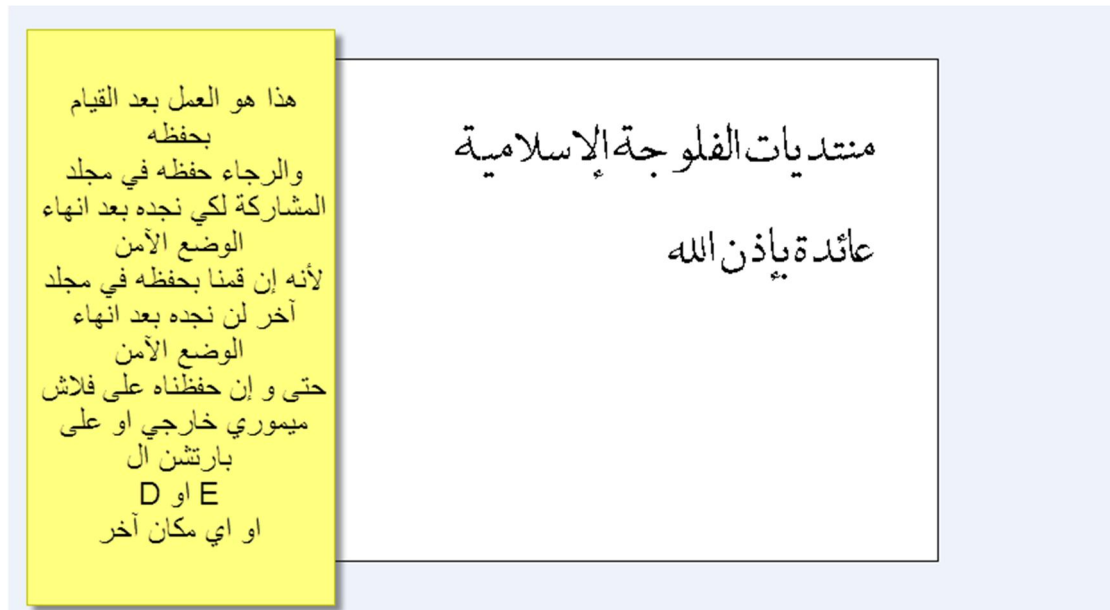 منتديات الفلوجة الإسلامية
عائدة بإذن الله
هذا هو العمل بعد القيام
بحفظه
والرجاء حفظه في مجلد
المشاركة لكي نجده بعد انهاء
الوضع الآمن
لأنه إن قمنا بحفظه في مجلد
آخر لن نجده بعد انهاء
الوضع الآمن
حتى و إن حفظناه على فلاش
ميموري خارجي او على
بارتشن ال
E او D
او اي مكان آخر